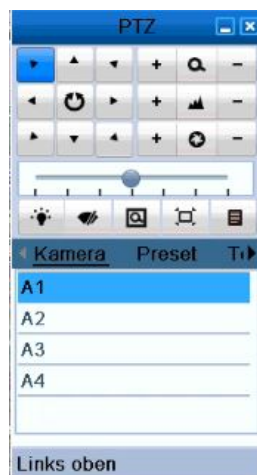 PTZ
+ −
+ −
+ −
Kamera Preset
A1
A2
A3
A4
Links oben